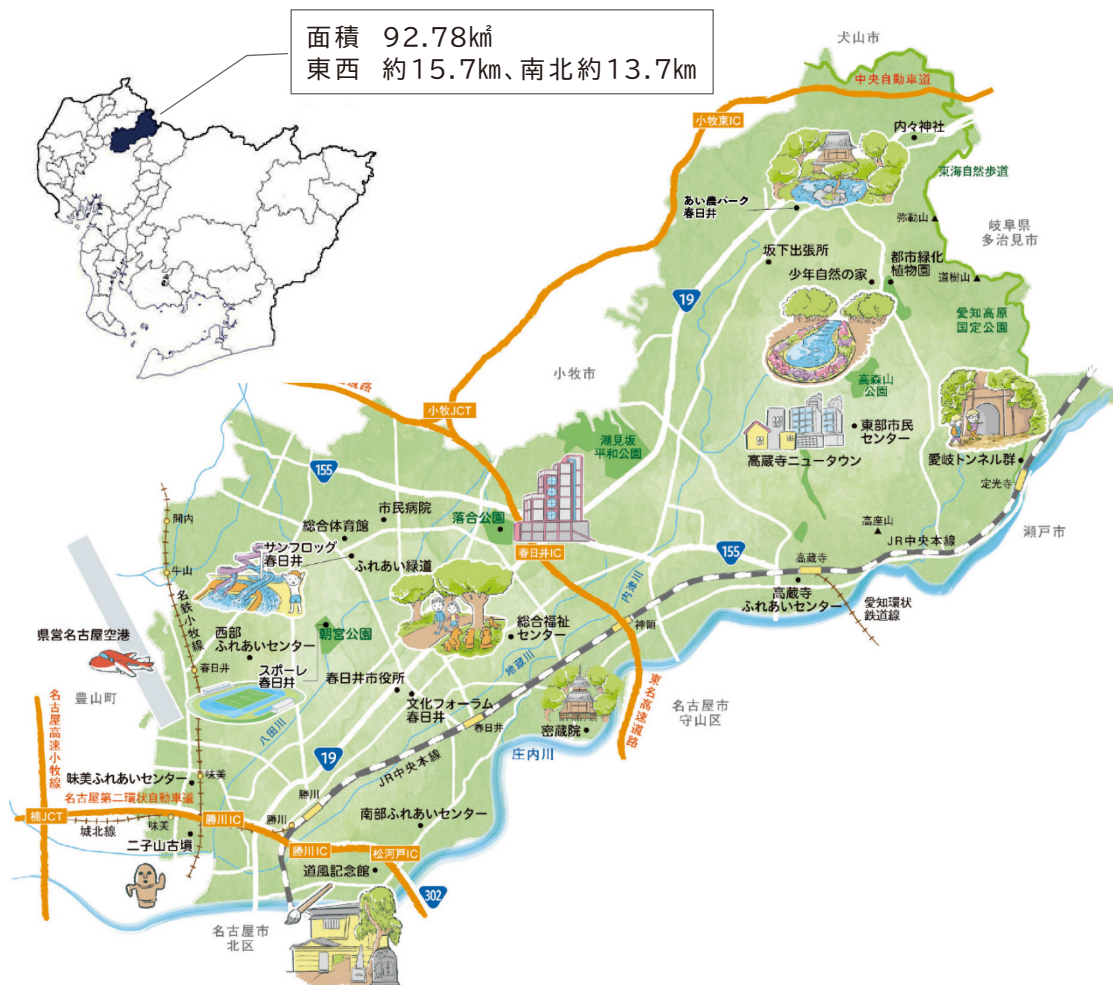 面積 92.78㎢
東西 約15.7㎞、南北約13.7㎞
犬山市
中央自動車道
小牧東IC
内々神社
東海自然歩道
あい農パーク
春日井
弥勒山
岐阜県
多治見市
坂下出張所
都市緑化
植物園
少年自然の家
道樹山
19
愛知高原
国定公園
小牧市
高森山
公園
小牧JCT
東部市民
センター
潮見坂
平和公園
高蔵寺ニュータウン
愛岐トンネル群
定光寺
155
市民病院
間内
総合体育館
落合公園
高座山
瀬戸市
JR中央本線
サンフロッグ
春日井
春日井IC
155
ふれあい緑道
牛山
高蔵寺
内津川
高蔵寺
ふれあいセンター
愛知環状
鉄道線
名鉄小牧線
県営名古屋空港
朝宮公園
西部
ふれあいセンター
総合福祉
センター
神領
地蔵川
春日井
スポーレ
春日井
春日井市役所
東名高速道路
豊山町
文化フォーラム
春日井
名古屋市
守山区
密蔵院
八田川
春日井
名古屋高速小牧線
19
庄内川
JR中央本線
味美ふれあいセンター
味美
勝川
名古屋第二環状自動車道
南部ふれあいセンター
楠JCT
城北線
味美
勝川IC
勝川
二子山古墳
勝川IC
松河戸IC
道風記念館
302
名古屋市
北区